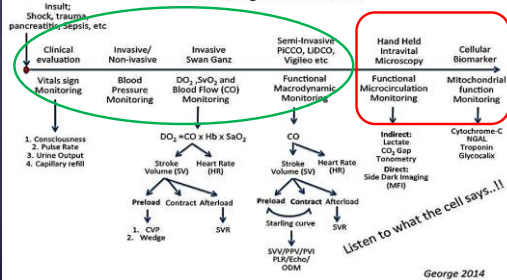 Insult;
Shock, trauma,
pancreatitis, Sepsis, etc
Clinical
evaluation
Invasive/
Non-ivasive
Invasive
Swan Ganz
Semi-Invasive
PiCCO, LiDCO,
Vigileo etc
Hand Held
Intravital
Microscopy
Cellular
Biomarker
Vitals sign
Monitoring
Blood
Pressure
Monitoring
DO₂ ,SvO₂ and
Blood Flow (CO)
Monitoring
Functional
Macrodynamic
Monitoring
Functional
Microcirculation
Monitoring
Mitochondrial
function
Monitoring
1. Consciousness
2. Pulse Rate
3. Urine Output
4. Capillary refill
DO₂ =CO x Hb x SaO₂
CO
Indirect:
Lactate
CO₂ Gap
Tonometry
Direct:
Side Dark Imaging
(MFI)
Cytochrome-C
NGAL
Troponin
Glycocalix
Stroke
Volume (SV)
Heart Rate
(HR)
Stroke
Volume (SV)
Heart Rate
(HR)
Preload
Contract
Afterload
Preload
Contract
Afterload
Starling curve
1. CVP
2. Wedge
SVR
SVR
SVV/PPV/PVI
PLR/Echo/
ODM
Listen to what the cell says..!!
George 2014